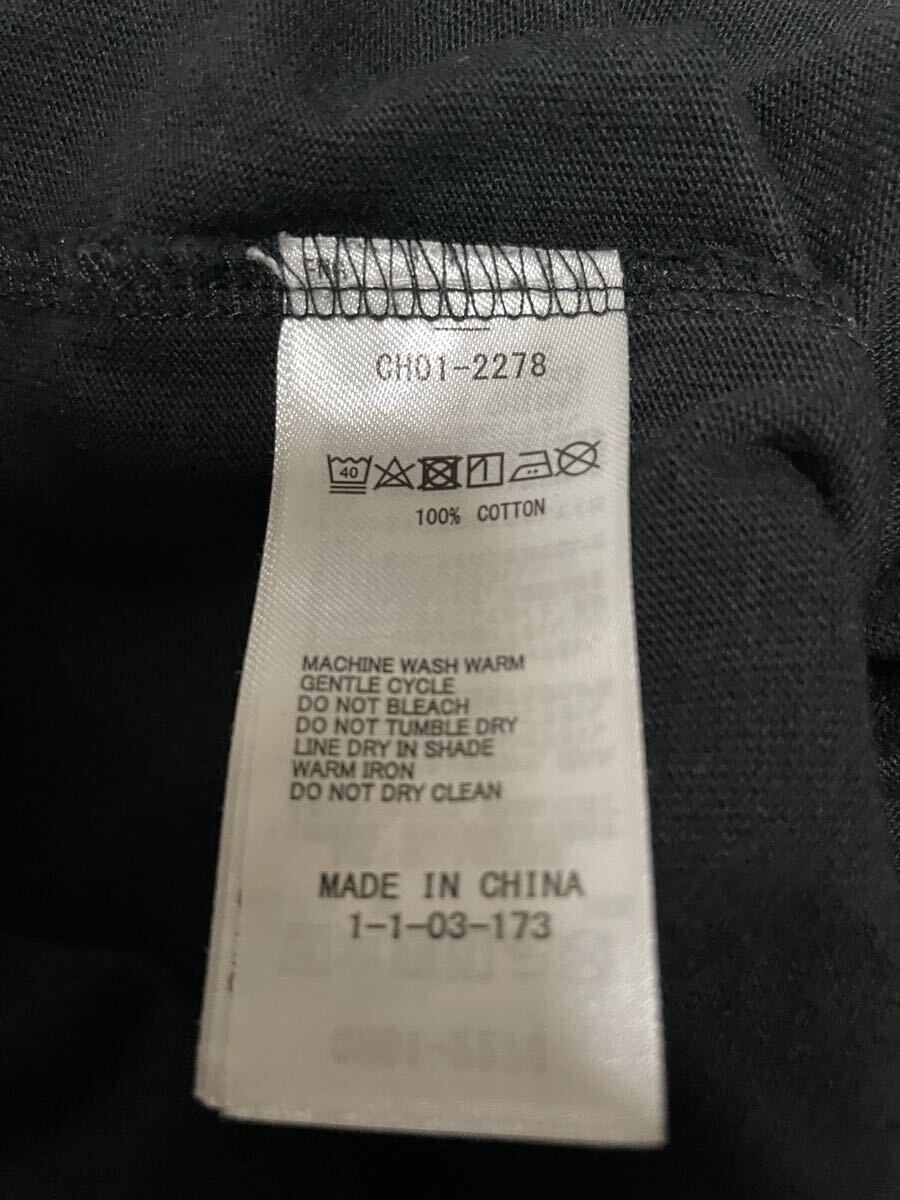 CH01-2278
40
100% COTTON
MACHINE WASH WARM
GENTLE CYCLE
DO NOT BLEACH
DO NOT TUMBLE DRY
LINE DRY IN SHADE
WARM IRON
DO NOT DRY CLEAN
MADE IN CHINA
1-1-03-173